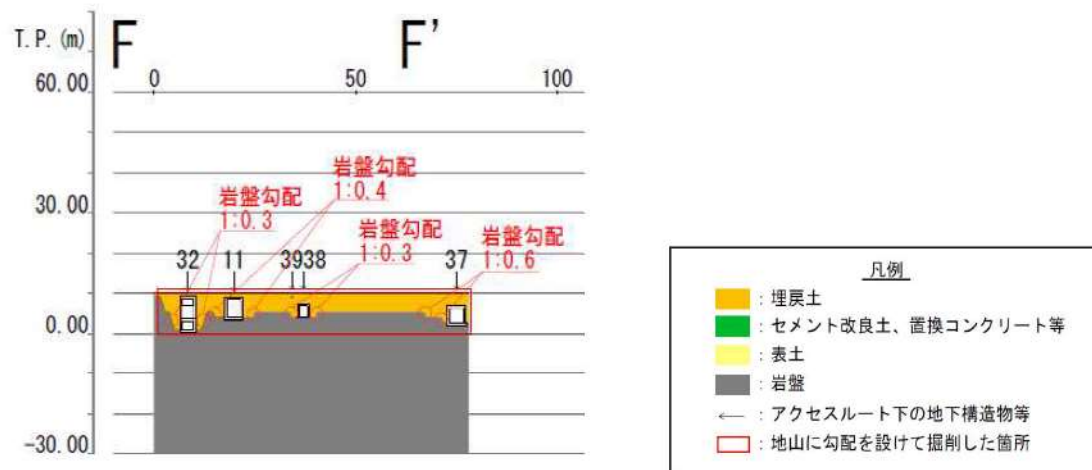 T.P.(m)
F
F'
0
50
100
60.00
30.00
0.00
-30.00
岩盤勾配
1:0.4
岩盤勾配
1:0.3
岩盤勾配
1:0.3
岩盤勾配
1:0.6
32
11
39
38
37
凡例
：埋戻土
：セメント改良土、置換コンクリート等
：表土
：岩盤
：アクセスルート下の地下構造物等
：地山に勾配を設けて掘削した箇所